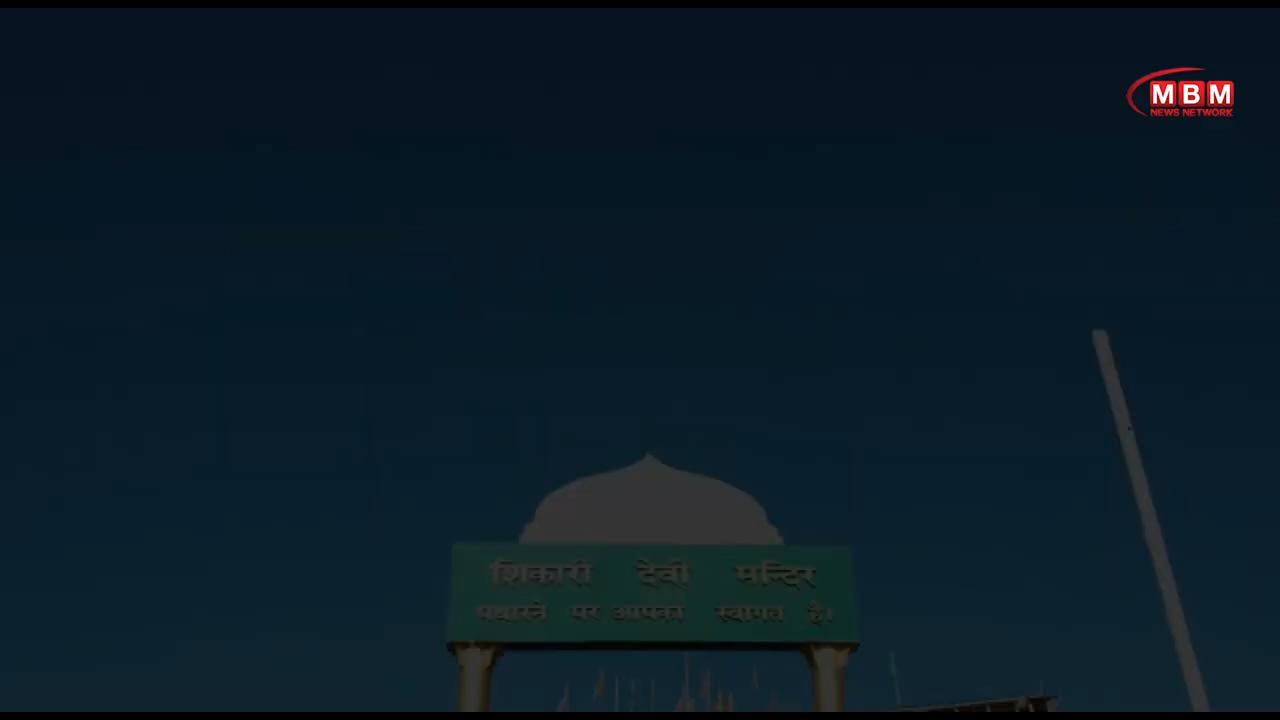 MBM
NEWS NETWORK
शिकारी देवी मन्दिर
पधारने पर आपका स्वागत है।